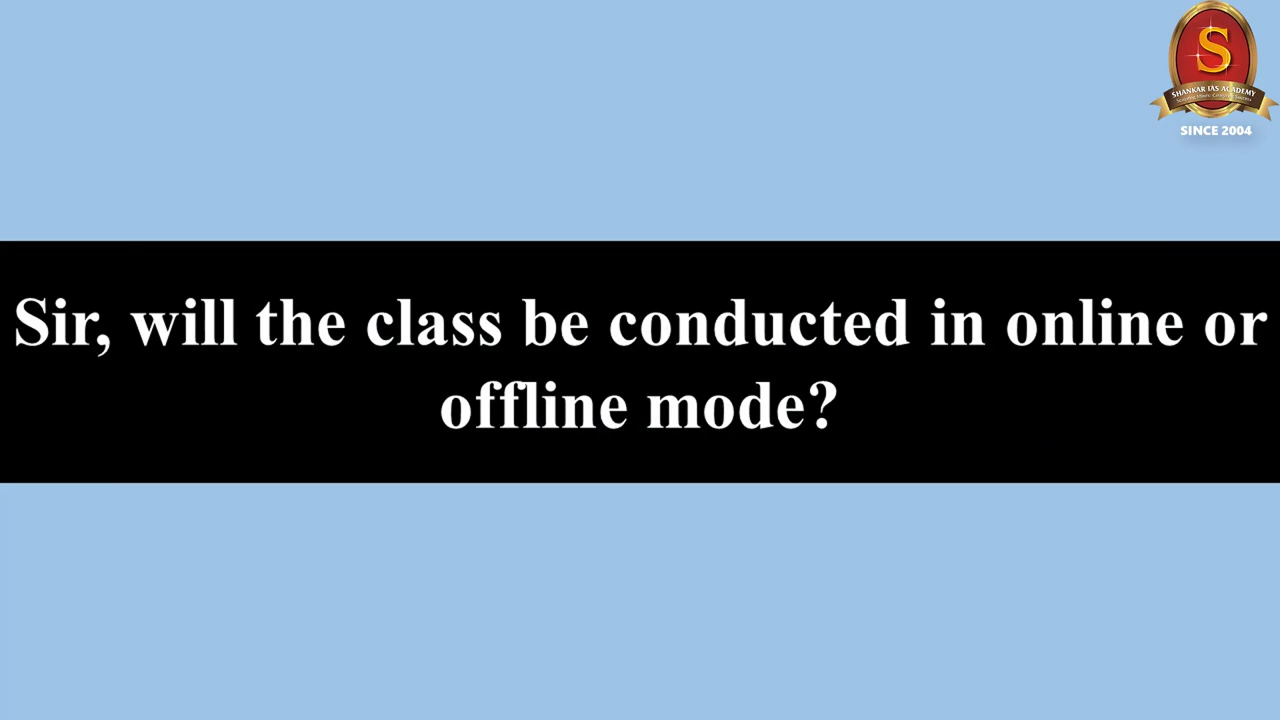 S
SHANKAR IAS ACADEMY
SINCE 2004
Sir, will the class be conducted in online or
offline mode?